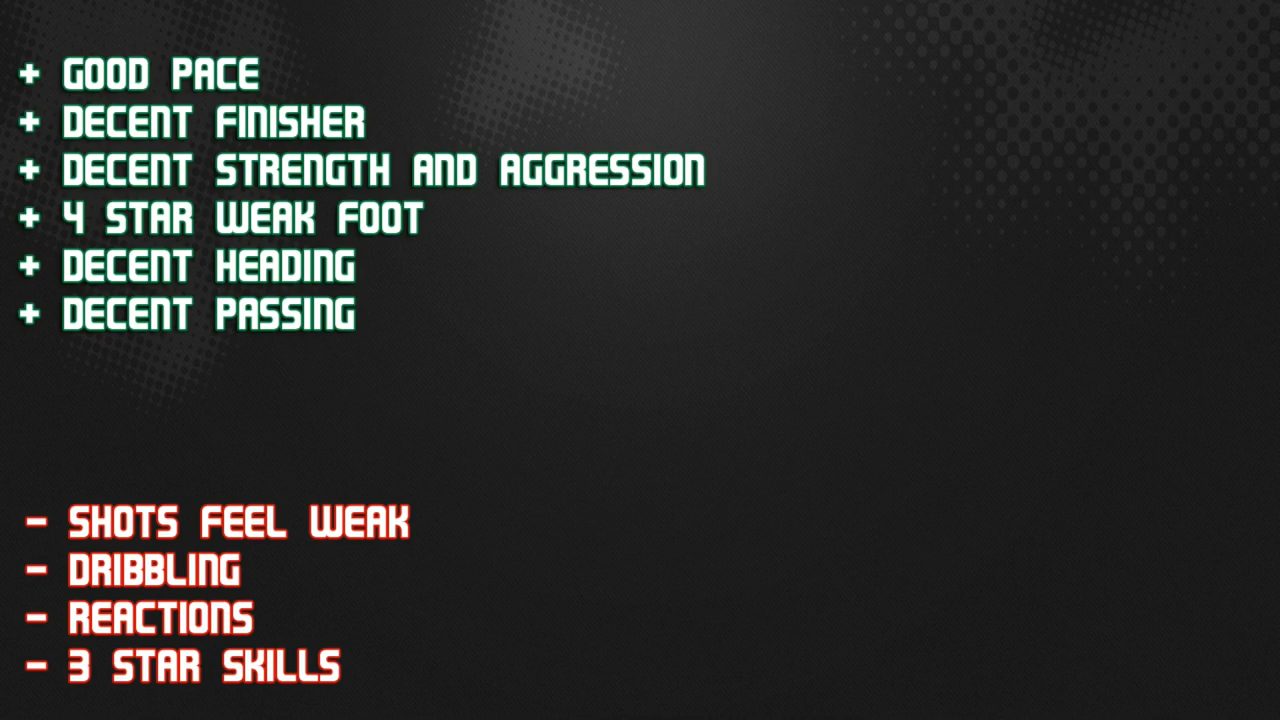 + GOOD PACE
+ DECENT FINISHER
+ DECENT STRENGTH AND AGGRESSION
+ 4 STAR WEAK FOOT
+ DECENT HEADING
+ DECENT PASSING
- SHOTS FEEL WEAK
- DRIBBLING
- REACTIONS
- 3 STAR SKILLS